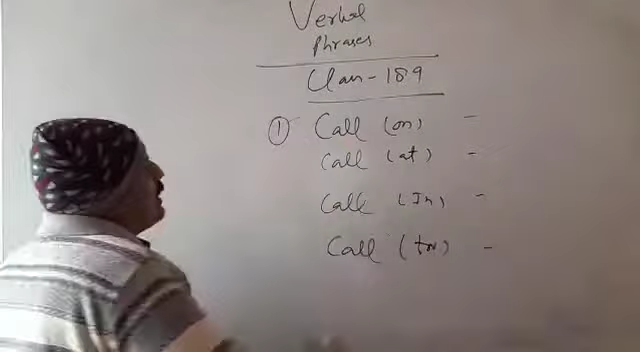 Verbal
Phrases
Class-189
① Call (on) -
Call (at) -
Call (In) -
Call (for) -